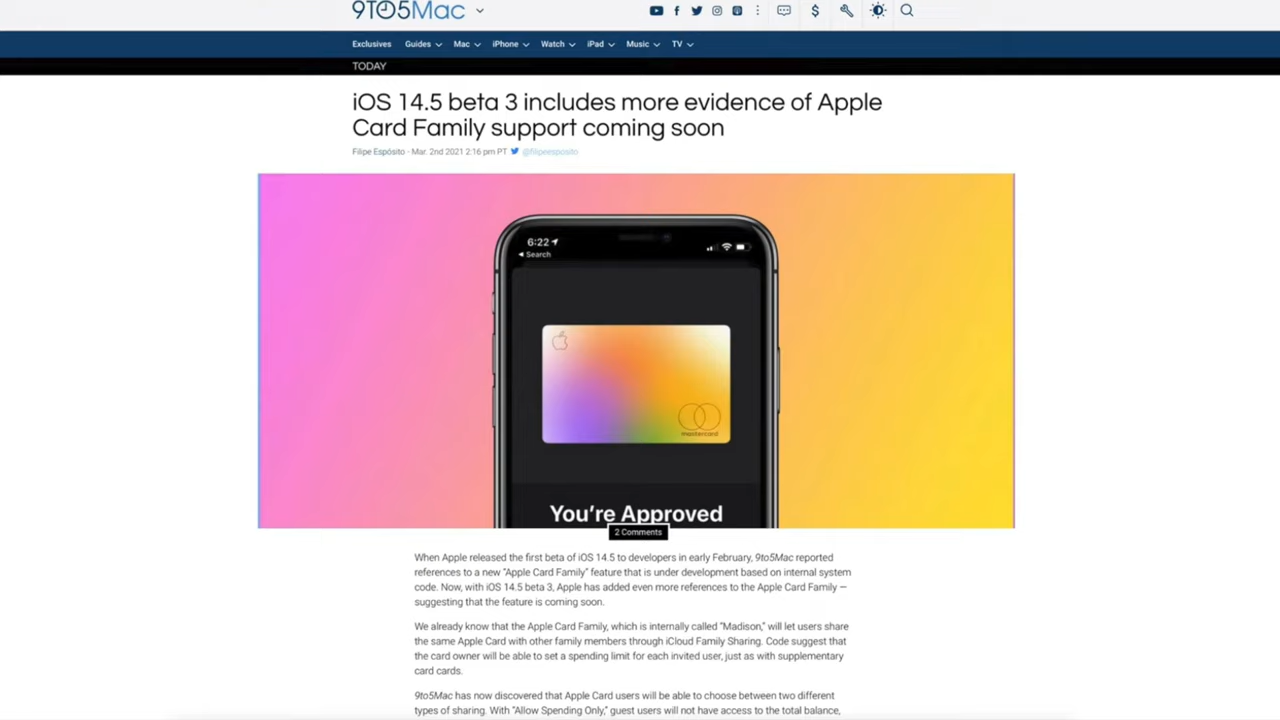 9TO5Mac
Exclusives Guides Mac iPhone Watch iPad Music TV
TODAY
iOS 14.5 beta 3 includes more evidence of Apple
Card Family support coming soon
Filipe Espósito - Mar. 2nd 2021 2:16 pm PT @filipeesposito
6:22
Search
mastercard
You're Approved
2 Comments
When Apple released the first beta of iOS 14.5 to developers in early February, 9to5Mac reported
references to a new “Apple Card Family” feature that is under development based on internal system
code. Now, with iOS 14.5 beta 3, Apple has added even more references to the Apple Card Family —
suggesting that the feature is coming soon.
We already know that the Apple Card Family, which is internally called “Madison,” will let users share
the same Apple Card with other family members through iCloud Family Sharing. Code suggest that
the card owner will be able to set a spending limit for each invited user, just as with supplementary
card cards.
9to5Mac has now discovered that Apple Card users will be able to choose between two different
types of sharing. With “Allow Spending Only,” guest users will not have access to the total balance,